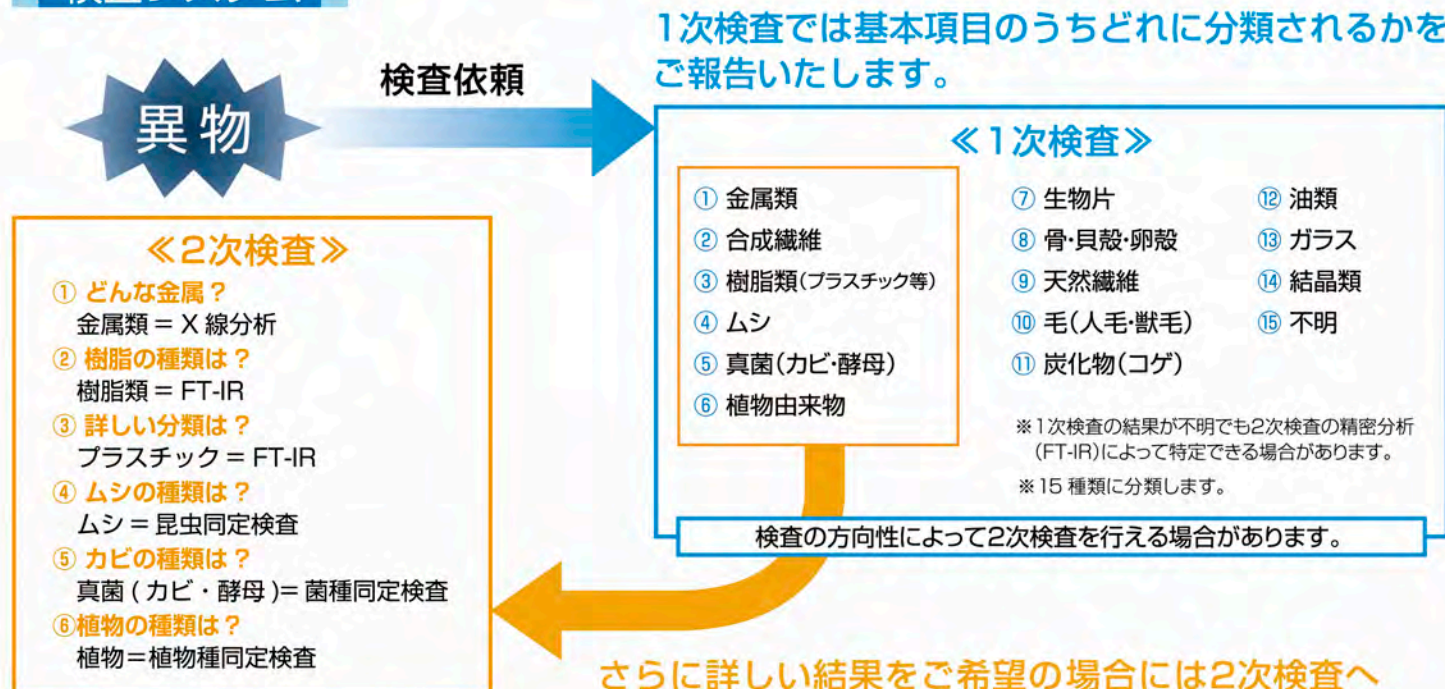 1次検査では基本項目のうちどれに分類されるかを
ご報告いたします。
異物
検査依頼
≪1次検査≫
① 金属類
② 合成繊維
③ 樹脂類(プラスチック等)
④ ムシ
⑤ 真菌(カビ・酵母)
⑥ 植物由来物
⑦ 生物片
⑧ 骨・貝殻・卵殻
⑨ 天然繊維
⑩ 毛(人毛・獣毛)
⑪ 炭化物(コゲ)
⑫ 油類
⑬ ガラス
⑭ 結晶類
⑮ 不明
※1次検査の結果が不明でも2次検査の精密分析
(FT-IR)によって特定できる場合があります。
※15 種類に分類します。
検査の方向性によって2次検査を行える場合があります。
≪2次検査≫
① どんな金属?
金属類 = X 線分析
② 樹脂の種類は?
樹脂類 = FT-IR
③ 詳しい分類は?
プラスチック = FT-IR
④ ムシの種類は?
ムシ = 昆虫同定検査
⑤ カビの種類は?
真菌 ( カビ・酵母 )= 菌種同定検査
⑥植物の種類は?
植物=植物種同定検査
さらに詳しい結果をご希望の場合には2次検査へ